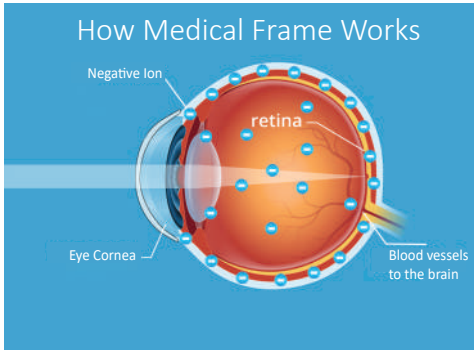 How Medical Frame Works
Negative Ion
retina
Eye Cornea
Blood vessels
to the brain